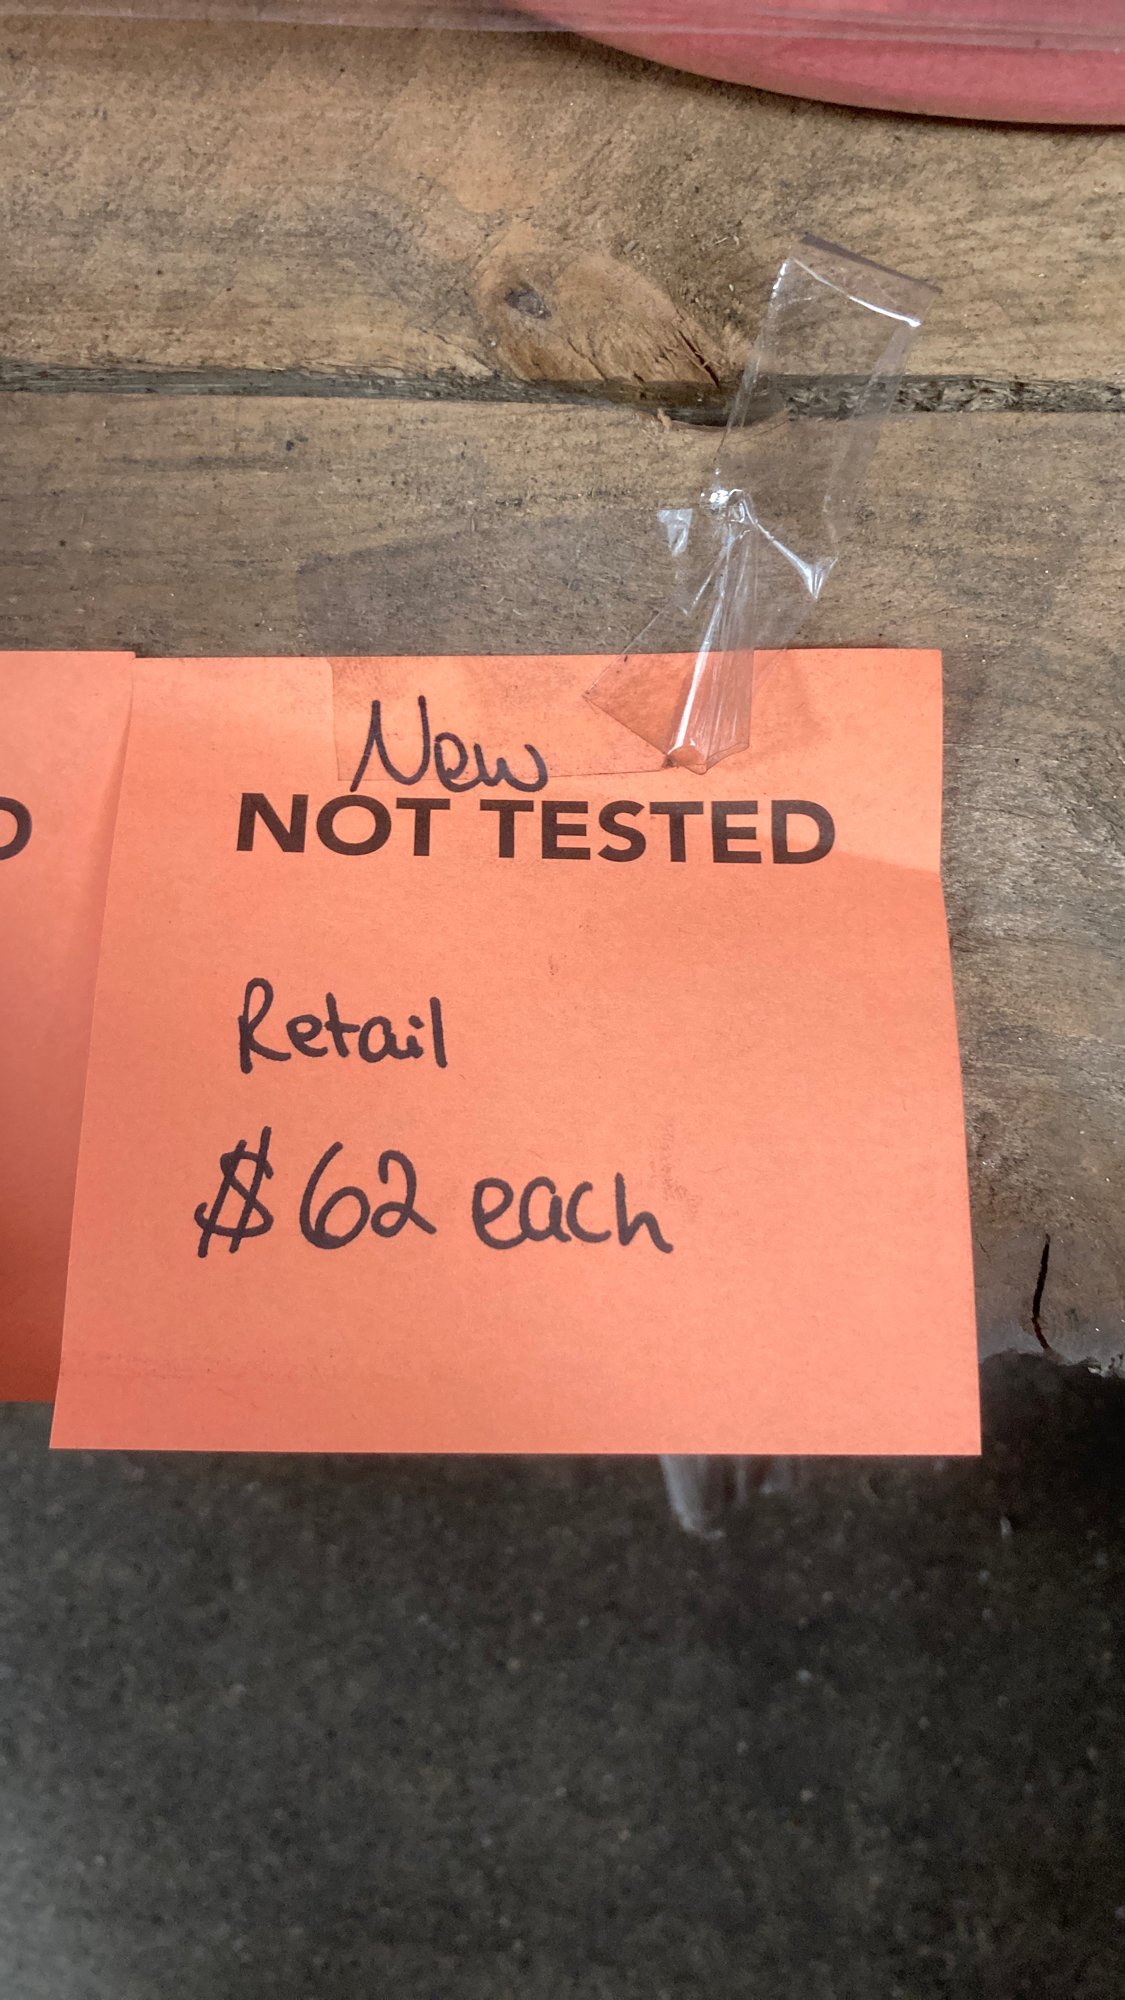 New
NOT TESTED
Retail
$62 each